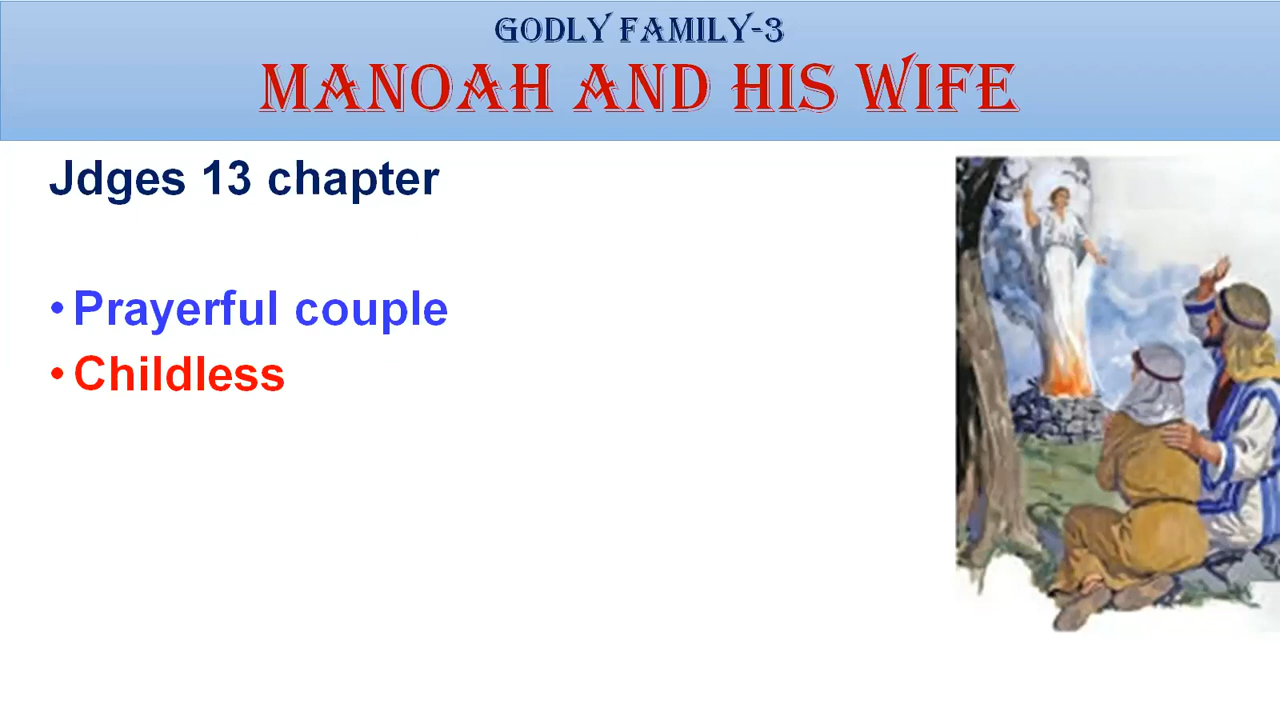 GODLY FAMILY-3
MANOAH AND HIS WIFE
Jdges 13 chapter
• Prayerful couple
• Childless